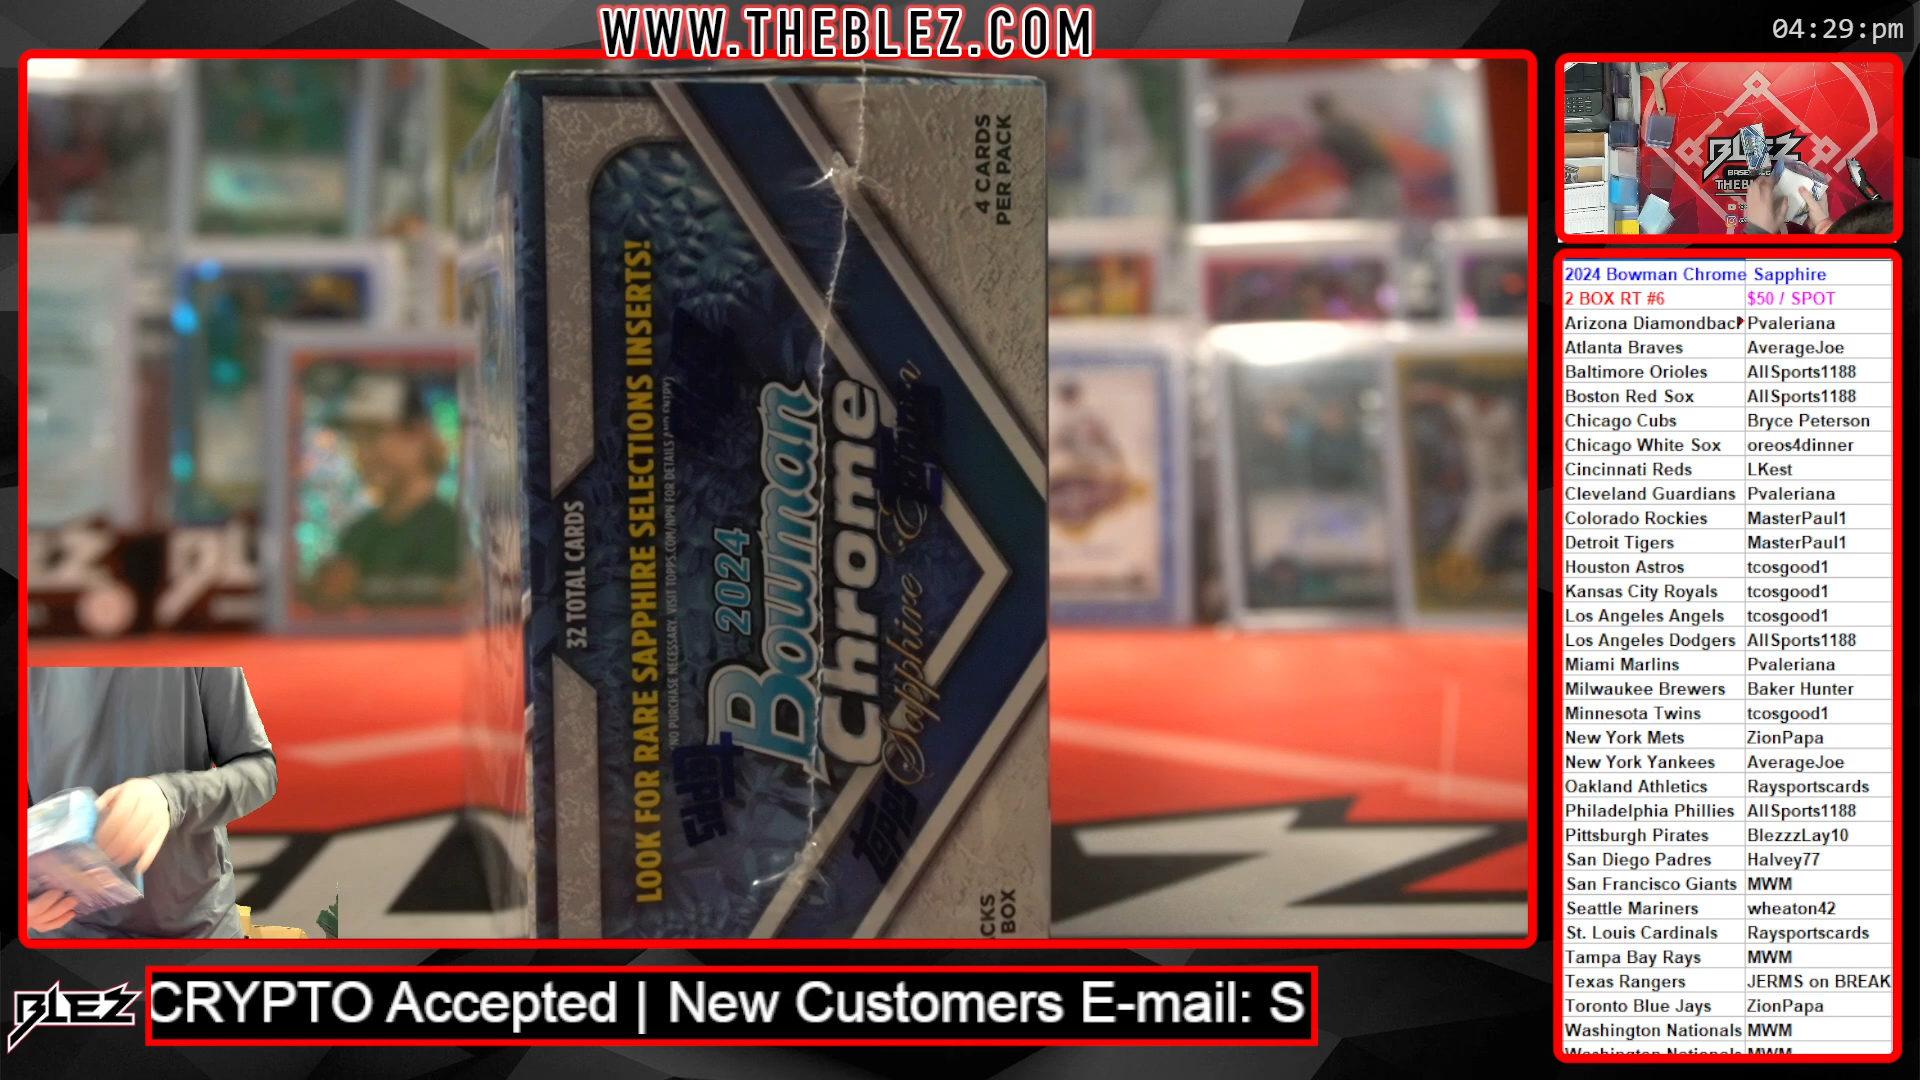 WWW.THEBLEZ.COM
04:29:pm
4 CARDS
PER PACK
LOOK FOR RARE SAPPHIRE SELECTIONS INSERTS!
32 TOTAL CARDS
2024
Bowman
Chrome
Sapphire Edition
topps
topps
BOX
BLEZ
2024 Bowman Chrome Sapphire
2 BOX RT #6 $50 / SPOT
Arizona Diamondback Pvaleriana
Atlanta Braves AverageJoe
Baltimore Orioles AllSports1188
Boston Red Sox AllSports1188
Chicago Cubs Bryce Peterson
Chicago White Sox oreos4dinner
Cincinnati Reds LKest
Cleveland Guardians Pvaleriana
Colorado Rockies MasterPaul1
Detroit Tigers MasterPaul1
Houston Astros tcosgood1
Kansas City Royals tcosgood1
Los Angeles Angels tcosgood1
Los Angeles Dodgers AllSports1188
Miami Marlins Pvaleriana
Milwaukee Brewers Baker Hunter
Minnesota Twins tcosgood1
New York Mets ZionPapa
New York Yankees AverageJoe
Oakland Athletics Raysportscards
Philadelphia Phillies AllSports1188
Pittsburgh Pirates BlezzzLay10
San Diego Padres Halvey77
San Francisco Giants MWM
Seattle Mariners wheaton42
St. Louis Cardinals Raysportscards
Tampa Bay Rays MWM
Texas Rangers JERMS on BREAK
Toronto Blue Jays ZionPapa
Washington Nationals MWM
Washington Nationals MWM
BLEZ
CRYPTO Accepted | New Customers E-mail: S